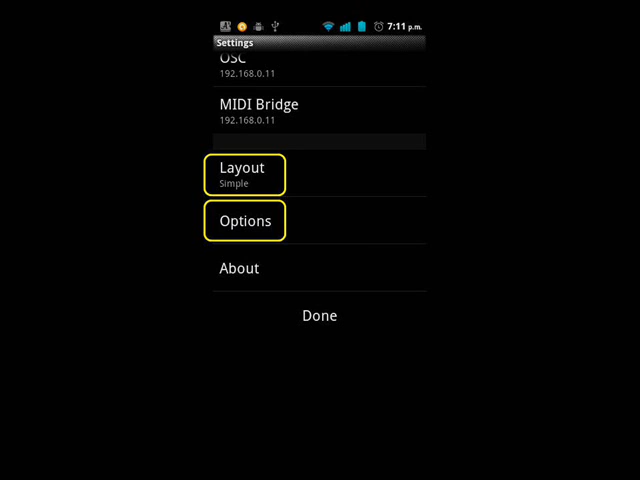 7:11 p.m.
Settings
OSC
192.168.0.11
MIDI Bridge
192.168.0.11
Layout
Simple
Options
About
Done